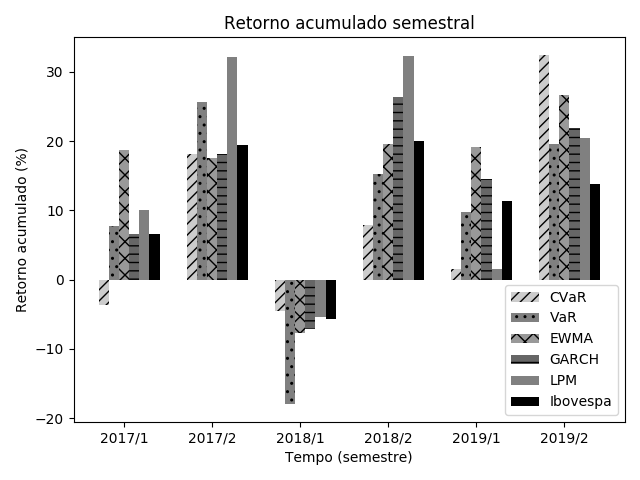 Retorno acumulado semestral
Retorno acumulado (%)
30
20
10
0
−10
−20
2017/1
2017/2
2018/1
2018/2
2019/1
2019/2
Tempo (semestre)
CVaR
VaR
EWMA
GARCH
LPM
Ibovespa